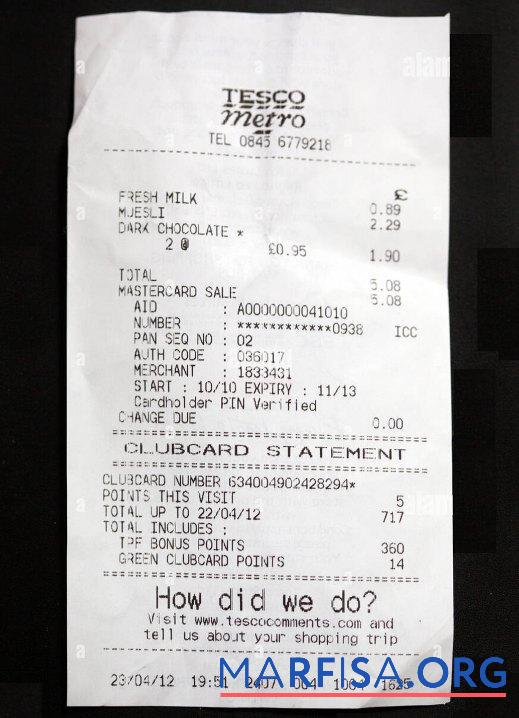 TESCO
Metro
TEL 0845 6779218
£
FRESH MILK 0.89
MUESLI 2.29
DARK CHOCOLATE *
2 @ £0.95 1.90
TOTAL 5.08
MASTERCARD SALE 5.08
AID : A0000000041010
NUMBER : ************0938 ICC
PAN SEQ NO : 02
AUTH CODE : 036017
MERCHANT : 1833431
START : 10/10 EXPIRY : 11/13
Cardholder PIN Verified
CHANGE DUE 0.00
CLUBCARD STATEMENT
CLUBCARD NUMBER 634004902428294*
POINTS THIS VISIT 5
TOTAL UP TO 22/04/12 717
TOTAL INCLUDES :
TPF BONUS POINTS 360
GREEN CLUBCARD POINTS 14
How did we do?
Visit www.tescocomments.com and
tell us about your shopping trip
23/04/12 19:51 2407 004 1004 1625
MARFISA.ORG